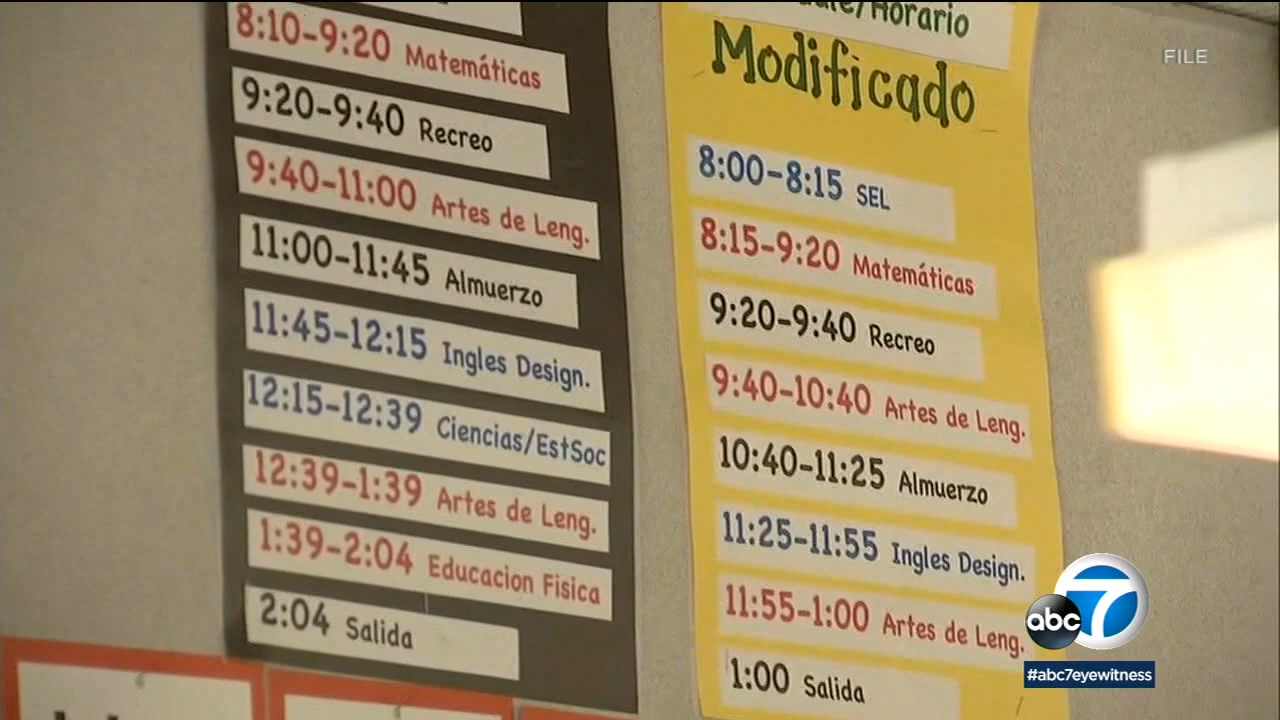 8:10-9:20 Matemáticas
9:20-9:40 Recreo
9:40-11:00 Artes de Leng.
11:00-11:45 Almuerzo
11:45-12:15 Ingles Design.
12:15-12:39 Ciencias/EstSoc
12:39-1:39 Artes de Leng.
1:39-2:04 Educacion Fisica
2:04 Salida
/Horario
Modificado
8:00-8:15 SEL
8:15-9:20 Matemáticas
9:20-9:40 Recreo
9:40-10:40 Artes de Leng.
10:40-11:25 Almuerzo
11:25-11:55 Ingles Design.
11:55-1:00 Artes de Leng.
1:00 Salida
FILE
abc 7
#abc7eyewitness